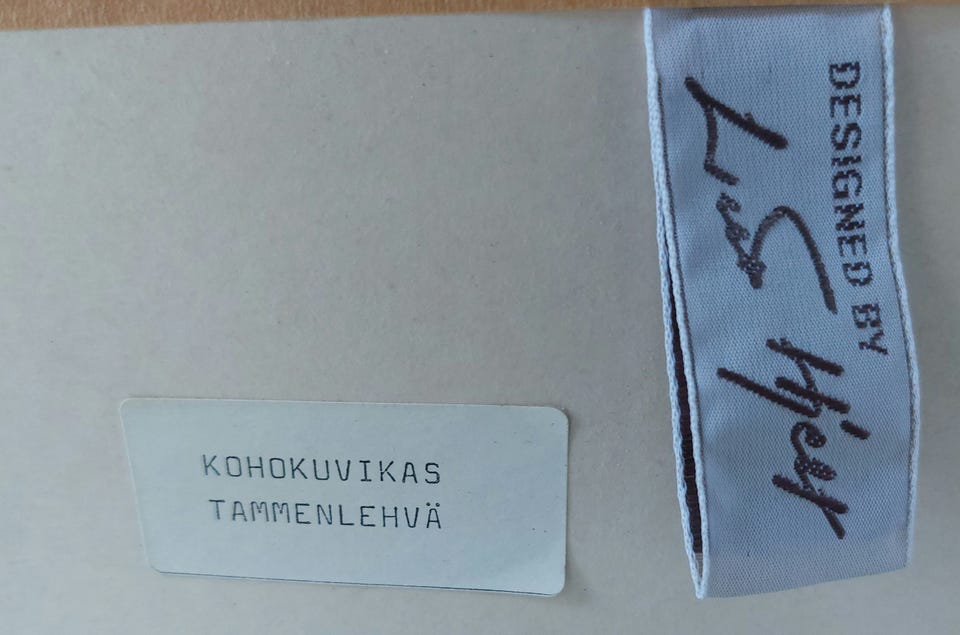 KOHOKUVIKAS
TAMMENLEHVÄ
DESIGNED BY